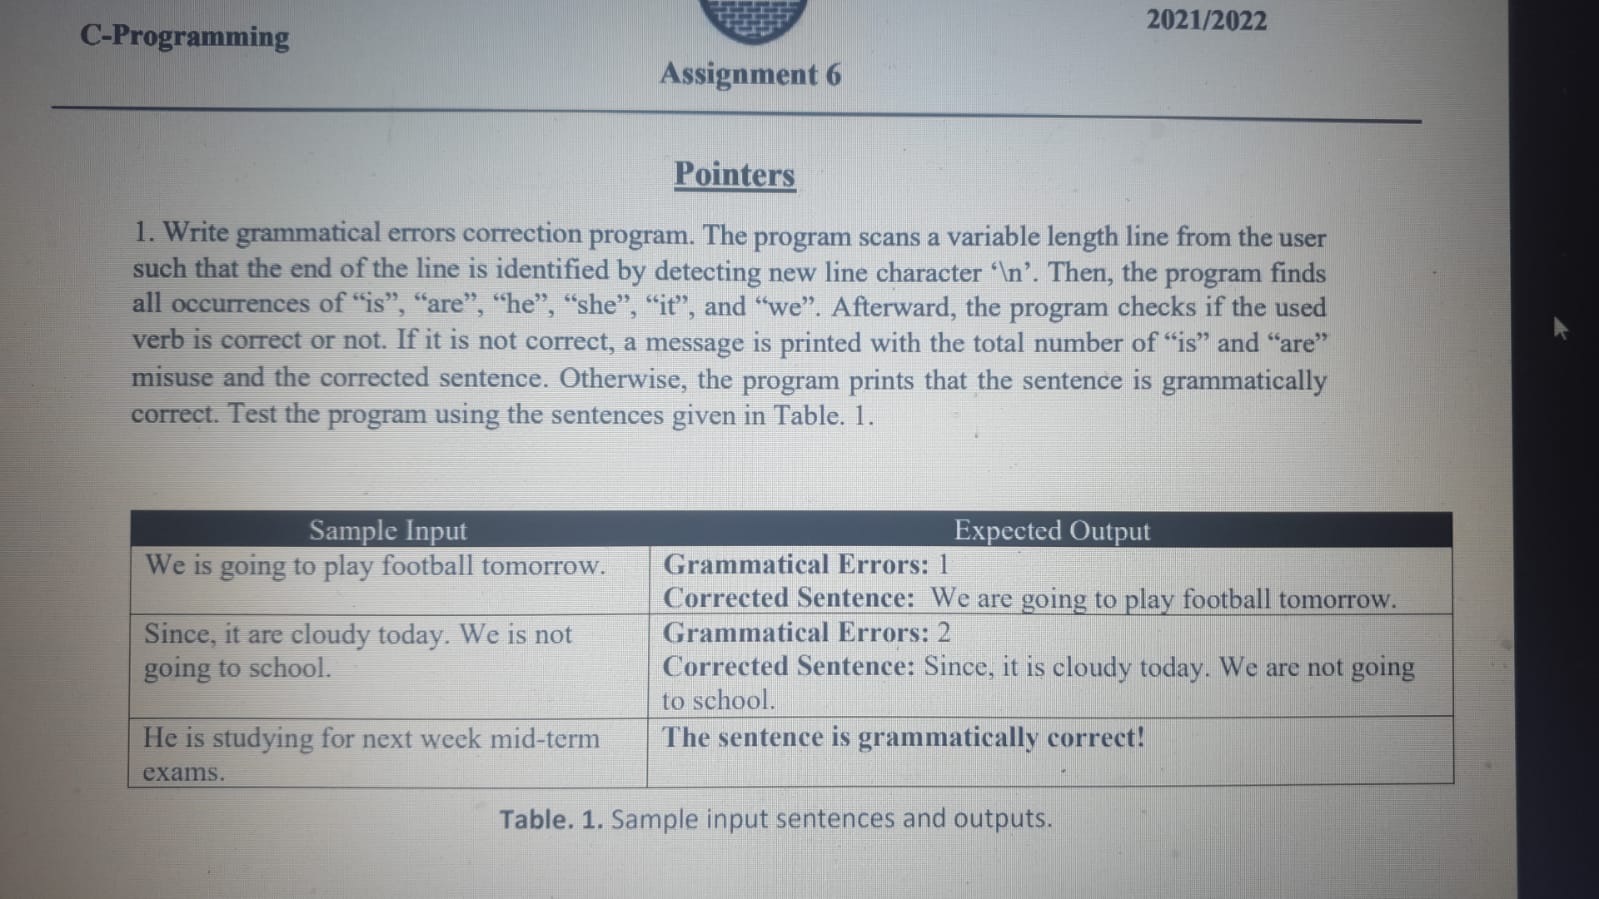 C-Programming
2021/2022
Assignment 6
Pointers
1. Write grammatical errors correction program. The program scans a variable length line from the user
such that the end of the line is identified by detecting new line character ‘\n’. Then, the program finds
all occurrences of “is”, “are”, “he”, “she”, “it”, and “we”. Afterward, the program checks if the used
verb is correct or not. If it is not correct, a message is printed with the total number of “is” and “are”
misuse and the corrected sentence. Otherwise, the program prints that the sentence is grammatically
correct. Test the program using the sentences given in Table. 1.
Sample Input
Expected Output
We is going to play football tomorrow.
Grammatical Errors: 1
Corrected Sentence: We are going to play football tomorrow.
Since, it are cloudy today. We is not
going to school.
Grammatical Errors: 2
Corrected Sentence: Since, it is cloudy today. We are not going
to school.
He is studying for next week mid-term
exams.
The sentence is grammatically correct!
Table. 1. Sample input sentences and outputs.